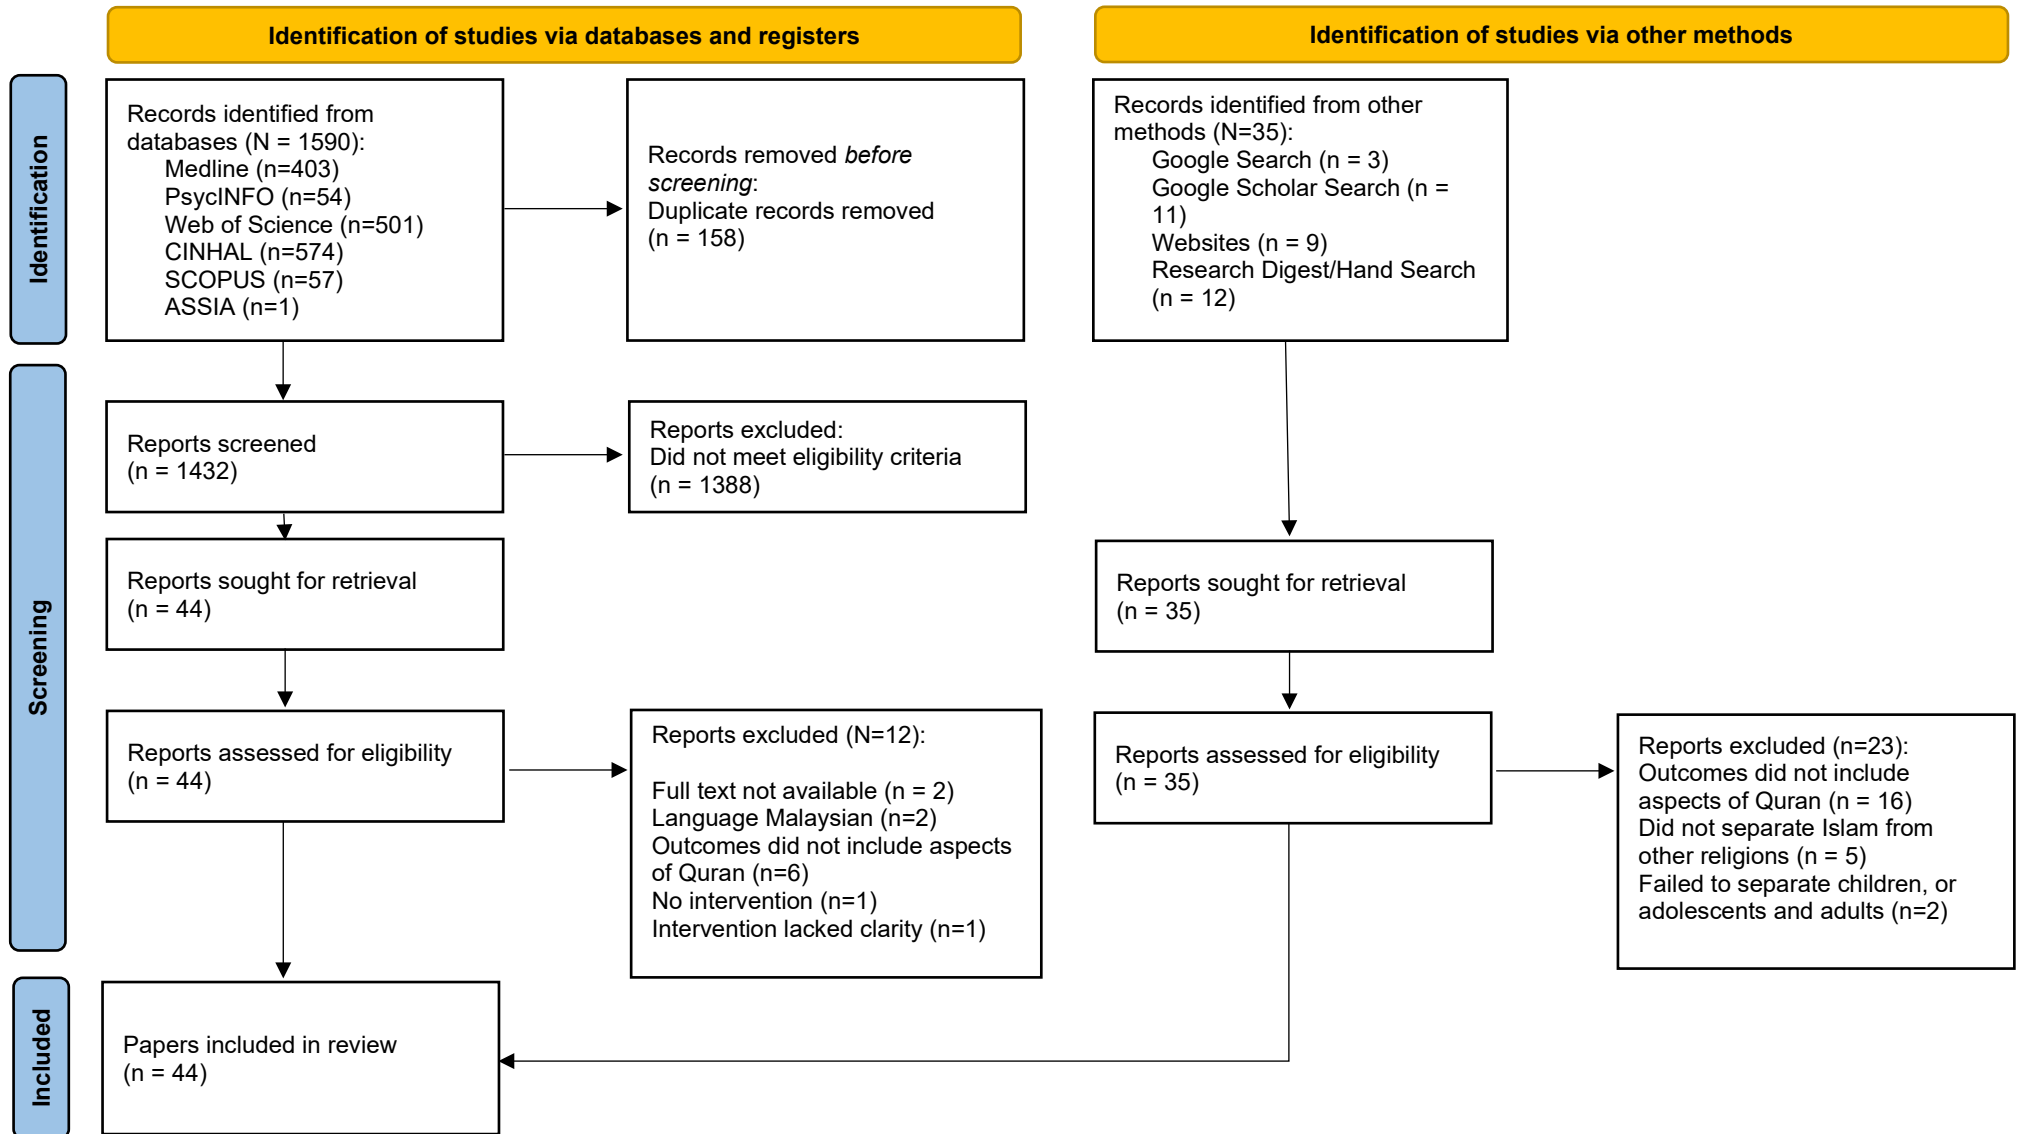 Identification of studies via databases and registers
Identification of studies via other methods
Identification
Records identified from
databases (N = 1590):
Medline (n=403)
PsycINFO (n=54)
Web of Science (n=501)
CINHAL (n=574)
SCOPUS (n=57)
ASSIA (n=1)
Records removed before
screening:
Duplicate records removed
(n = 158)
Records identified from other
methods (N=35):
Google Search (n = 3)
Google Scholar Search (n =
11)
Websites (n = 9)
Research Digest/Hand Search
(n = 12)
Screening
Reports screened
(n = 1432)
Reports excluded:
Did not meet eligibility criteria
(n = 1388)
Reports sought for retrieval
(n = 44)
Reports sought for retrieval
(n = 35)
Reports assessed for eligibility
(n = 44)
Reports excluded (N=12):
Full text not available (n = 2)
Language Malaysian (n=2)
Outcomes did not include aspects
of Quran (n=6)
No intervention (n=1)
Intervention lacked clarity (n=1)
Reports assessed for eligibility
(n = 35)
Reports excluded (n=23):
Outcomes did not include
aspects of Quran (n = 16)
Did not separate Islam from
other religions (n = 5)
Failed to separate children, or
adolescents and adults (n=2)
Included
Papers included in review
(n = 44)